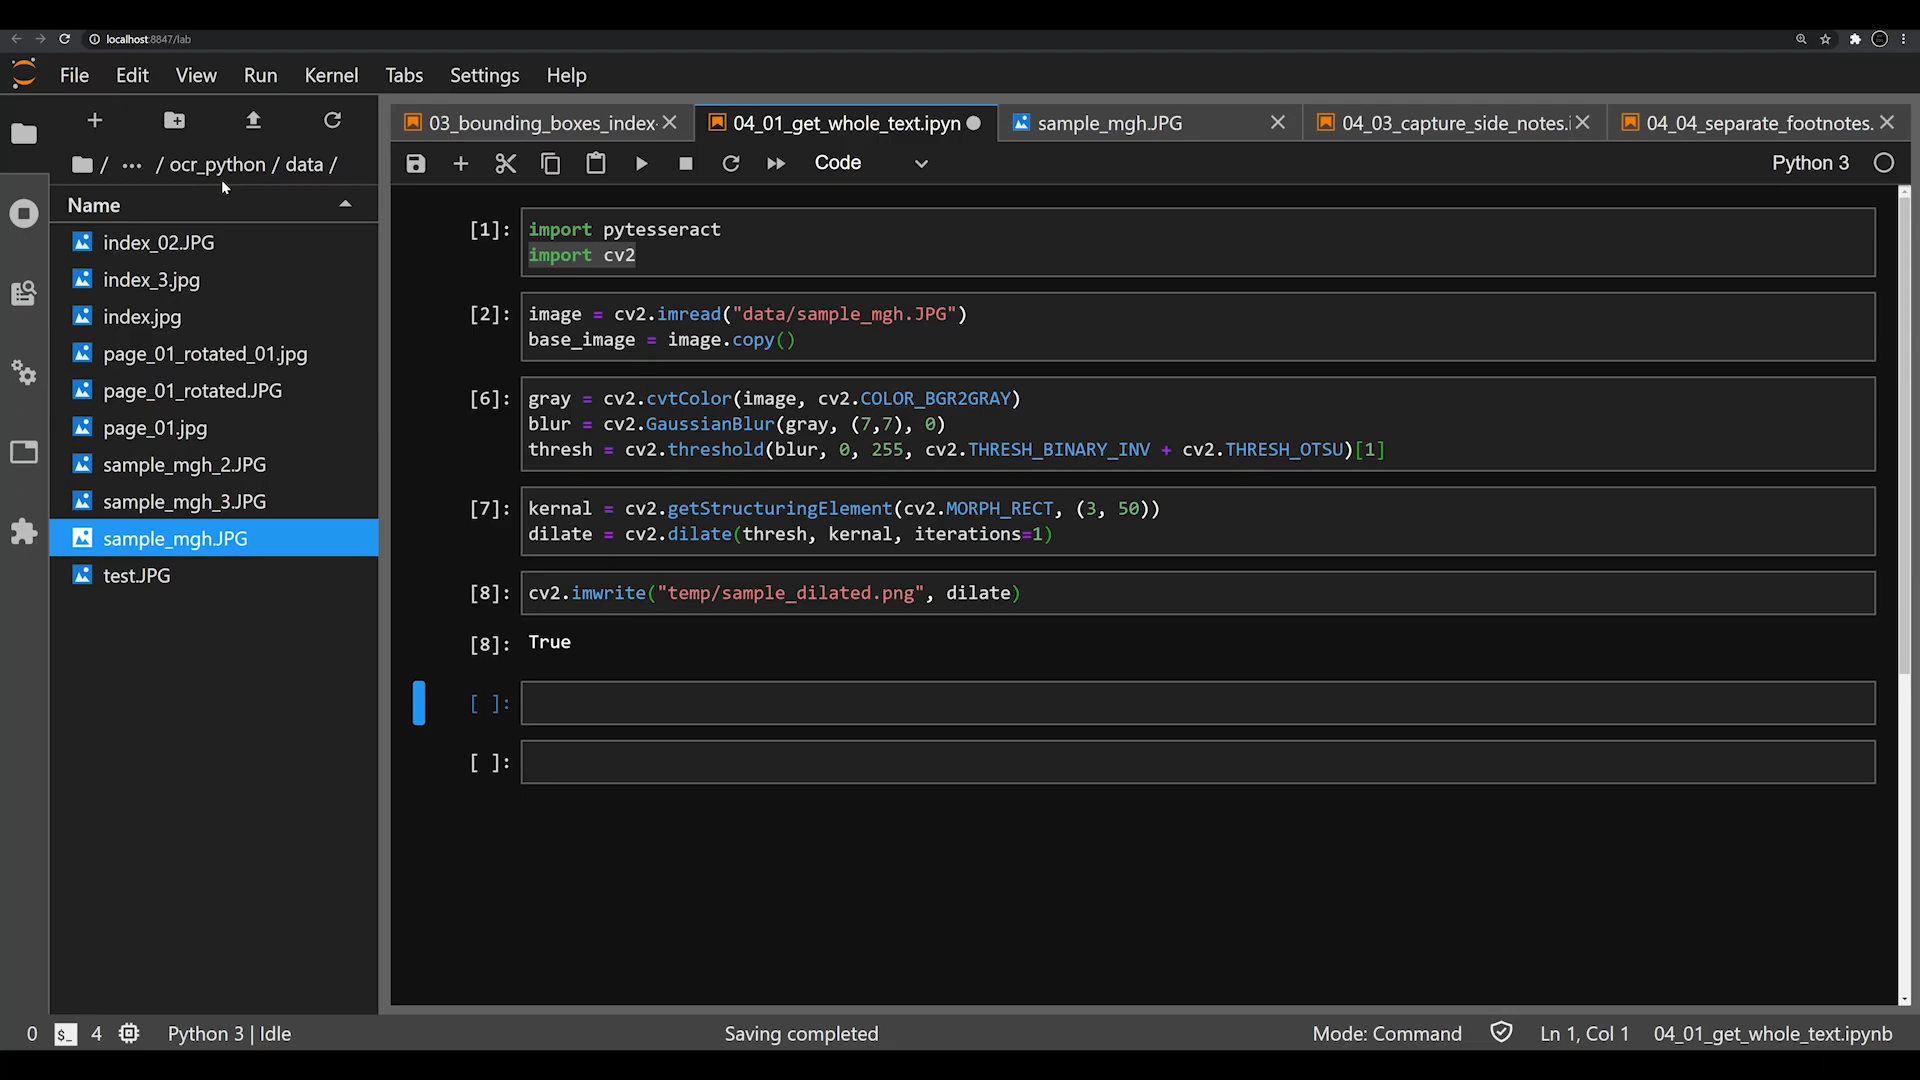 localhost:8847/lab
File Edit View Run Kernel Tabs Settings Help
/ ··· / ocr_python / data /
Name
index_02.JPG
index_3.jpg
index.jpg
page_01_rotated_01.jpg
page_01_rotated.JPG
page_01.jpg
sample_mgh_2.JPG
sample_mgh_3.JPG
sample_mgh.JPG
test.JPG
03_bounding_boxes_index 04_01_get_whole_text.ipyn sample_mgh.JPG 04_03_capture_side_notes.i 04_04_separate_footnotes.
Code Python 3
[1]: import pytesseract
import cv2
[2]: image = cv2.imread("data/sample_mgh.JPG")
base_image = image.copy()
[6]: gray = cv2.cvtColor(image, cv2.COLOR_BGR2GRAY)
blur = cv2.GaussianBlur(gray, (7,7), 0)
thresh = cv2.threshold(blur, 0, 255, cv2.THRESH_BINARY_INV + cv2.THRESH_OTSU)[1]
[7]: kernal = cv2.getStructuringElement(cv2.MORPH_RECT, (3, 50))
dilate = cv2.dilate(thresh, kernal, iterations=1)
[8]: cv2.imwrite("temp/sample_dilated.png", dilate)
[8]: True
[ ]:
[ ]:
0 $_ 4 Python 3 | Idle Saving completed Mode: Command Ln 1, Col 1 04_01_get_whole_text.ipynb